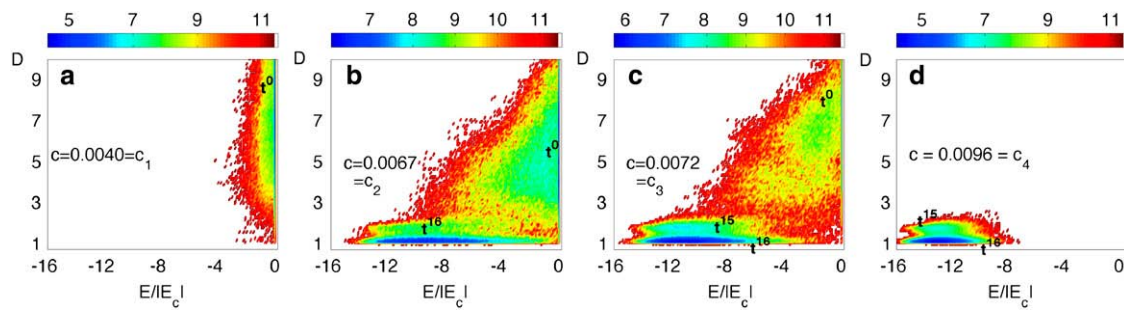 5 7 9 11
7 8 9 10 11
6 7 8 9 10 11
5 7 9 11
D
9
7
5
3
1
a
t0
c=0.0040=c1
-16 -12 -8 -4 0
E/|Ec|
D
9
7
5
3
1
b
t0
c=0.0067
=c2
t16
-16 -12 -8 -4 0
E/|Ec|
D
9
7
5
3
1
c
t0
c=0.0072
=c3
t15
t16
-16 -12 -8 -4 0
E/|Ec|
D
9
7
5
3
1
d
c = 0.0096 = c4
t15
t16
-16 -12 -8 -4 0
E/|Ec|